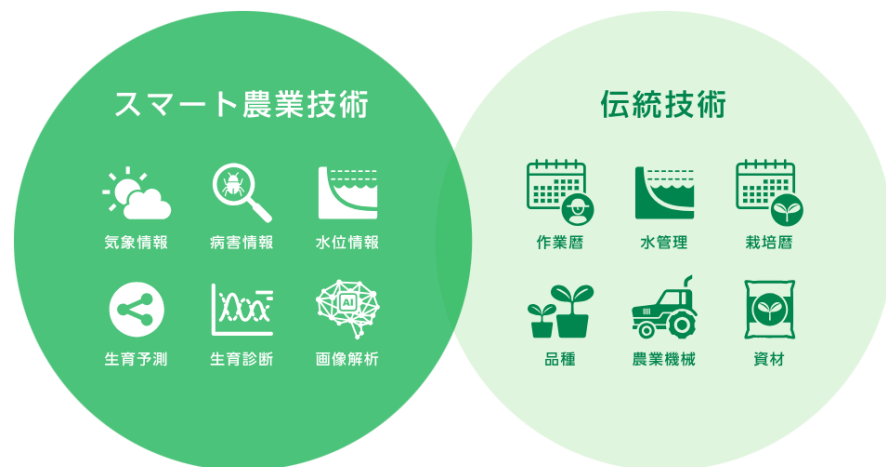 スマート農業技術
気象情報
病害情報
水位情報
生育予測
生育診断
AI
画像解析
伝統技術
作業暦
水管理
栽培暦
品種
農業機械
資材